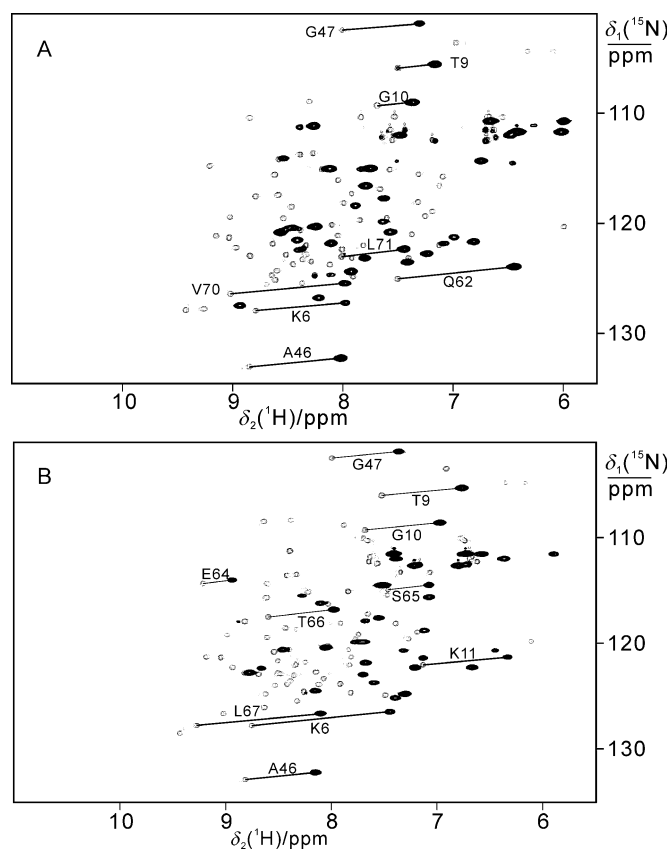 A
G47
δ₁(¹⁵N)
ppm
T9
G10
110
120
L71
V70
Q62
K6
130
A46
10 9 8 7 6
δ₂(¹H)/ppm
B
G47
δ₁(¹⁵N)
ppm
T9
G10
110
E64
S65
T66
120
K11
L67
K6
A46
130
10 9 8 7 6
δ₂(¹H)/ppm